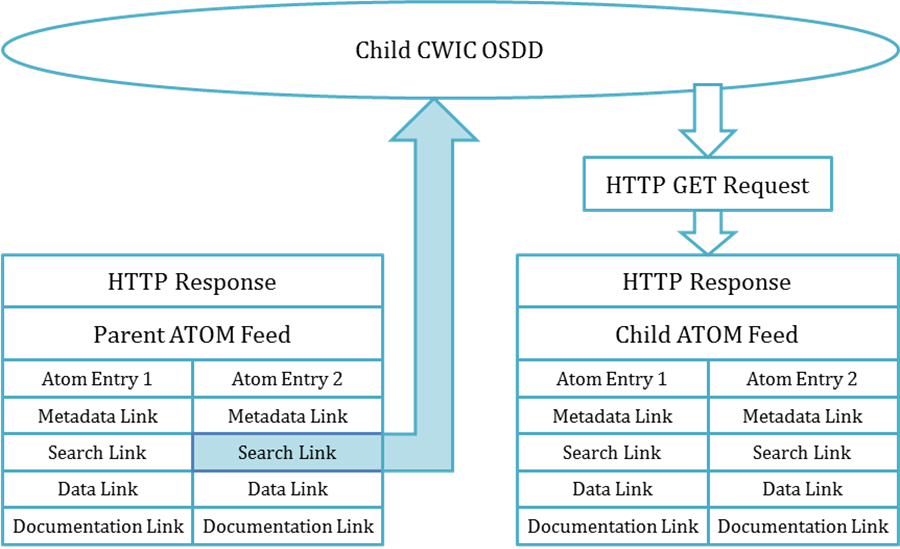 Child CWIC OSDD
HTTP GET Request
HTTP Response
Parent ATOM Feed
Atom Entry 1 Atom Entry 2
Metadata Link Metadata Link
Search Link Search Link
Data Link Data Link
Documentation Link Documentation Link
HTTP Response
Child ATOM Feed
Atom Entry 1 Atom Entry 2
Metadata Link Metadata Link
Search Link Search Link
Data Link Data Link
Documentation Link Documentation Link